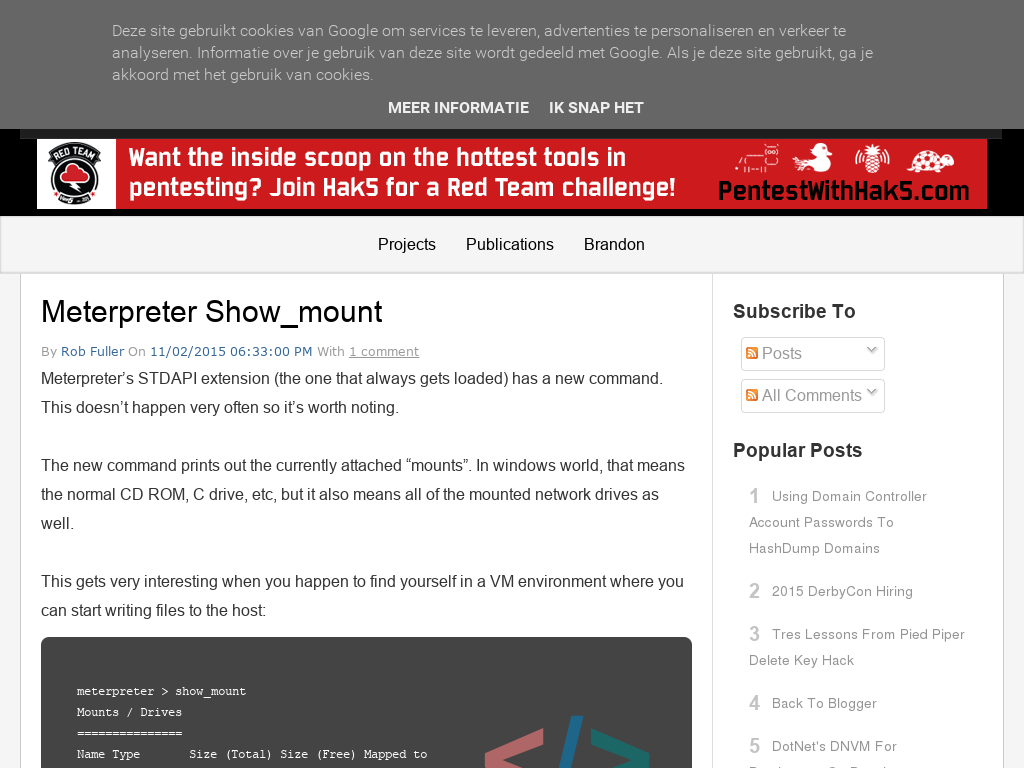 Deze site gebruikt cookies van Google om services te leveren, advertenties te personaliseren en verkeer te
analyseren. Informatie over je gebruik van deze site wordt gedeeld met Google. Als je deze site gebruikt, ga je
akkoord met het gebruik van cookies.
MEER INFORMATIE IK SNAP HET
RED TEAM
Want the inside scoop on the hottest tools in
pentesting? Join Hak5 for a Red Team challenge!
PentestWithHak5.com
Projects Publications Brandon
Meterpreter Show_mount
By Rob Fuller On 11/02/2015 06:33:00 PM With 1 comment
Meterpreter’s STDAPI extension (the one that always gets loaded) has a new command.
This doesn’t happen very often so it’s worth noting.
The new command prints out the currently attached “mounts”. In windows world, that means
the normal CD ROM, C drive, etc, but it also means all of the mounted network drives as
well.
This gets very interesting when you happen to find yourself in a VM environment where you
can start writing files to the host:
meterpreter > show_mount
Mounts / Drives
===============
Name Type Size (Total) Size (Free) Mapped to
Subscribe To
Posts
All Comments
Popular Posts
1 Using Domain Controller
Account Passwords To
HashDump Domains
2 2015 DerbyCon Hiring
3 Tres Lessons From Pied Piper
Delete Key Hack
4 Back To Blogger
5 DotNet's DNVM For